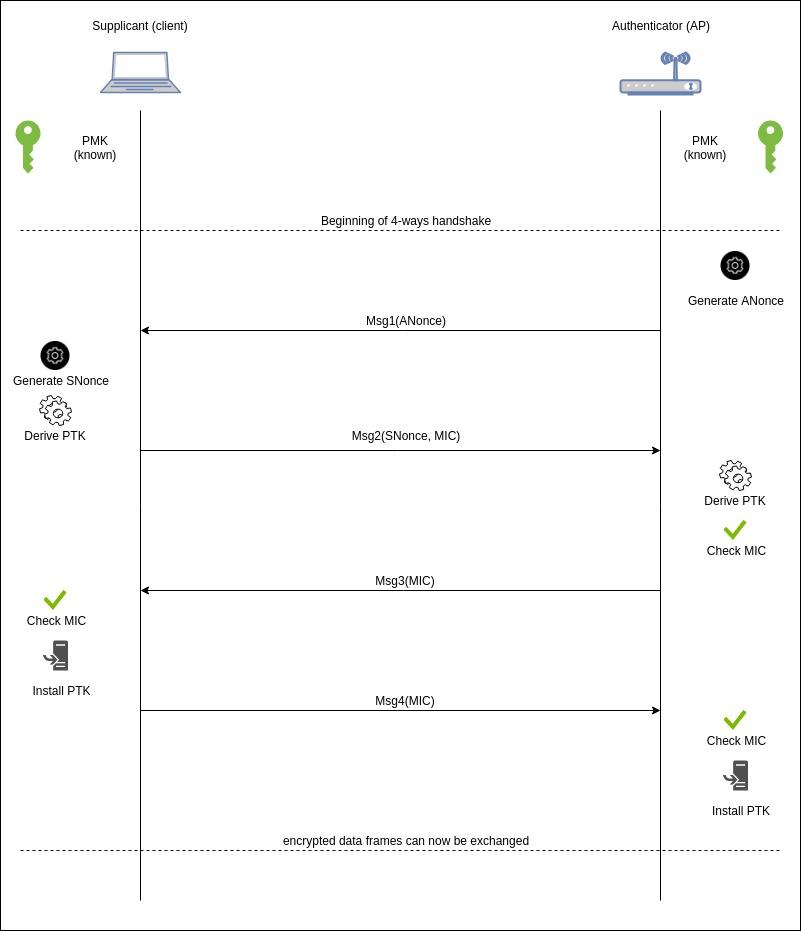 Supplicant (client)
Authenticator (AP)
PMK
(known)
PMK
(known)
Beginning of 4-ways handshake
Generate ANonce
Msg1(ANonce)
Generate SNonce
Derive PTK
Msg2(SNonce, MIC)
Derive PTK
Check MIC
Msg3(MIC)
Check MIC
Install PTK
Msg4(MIC)
Check MIC
Install PTK
encrypted data frames can now be exchanged